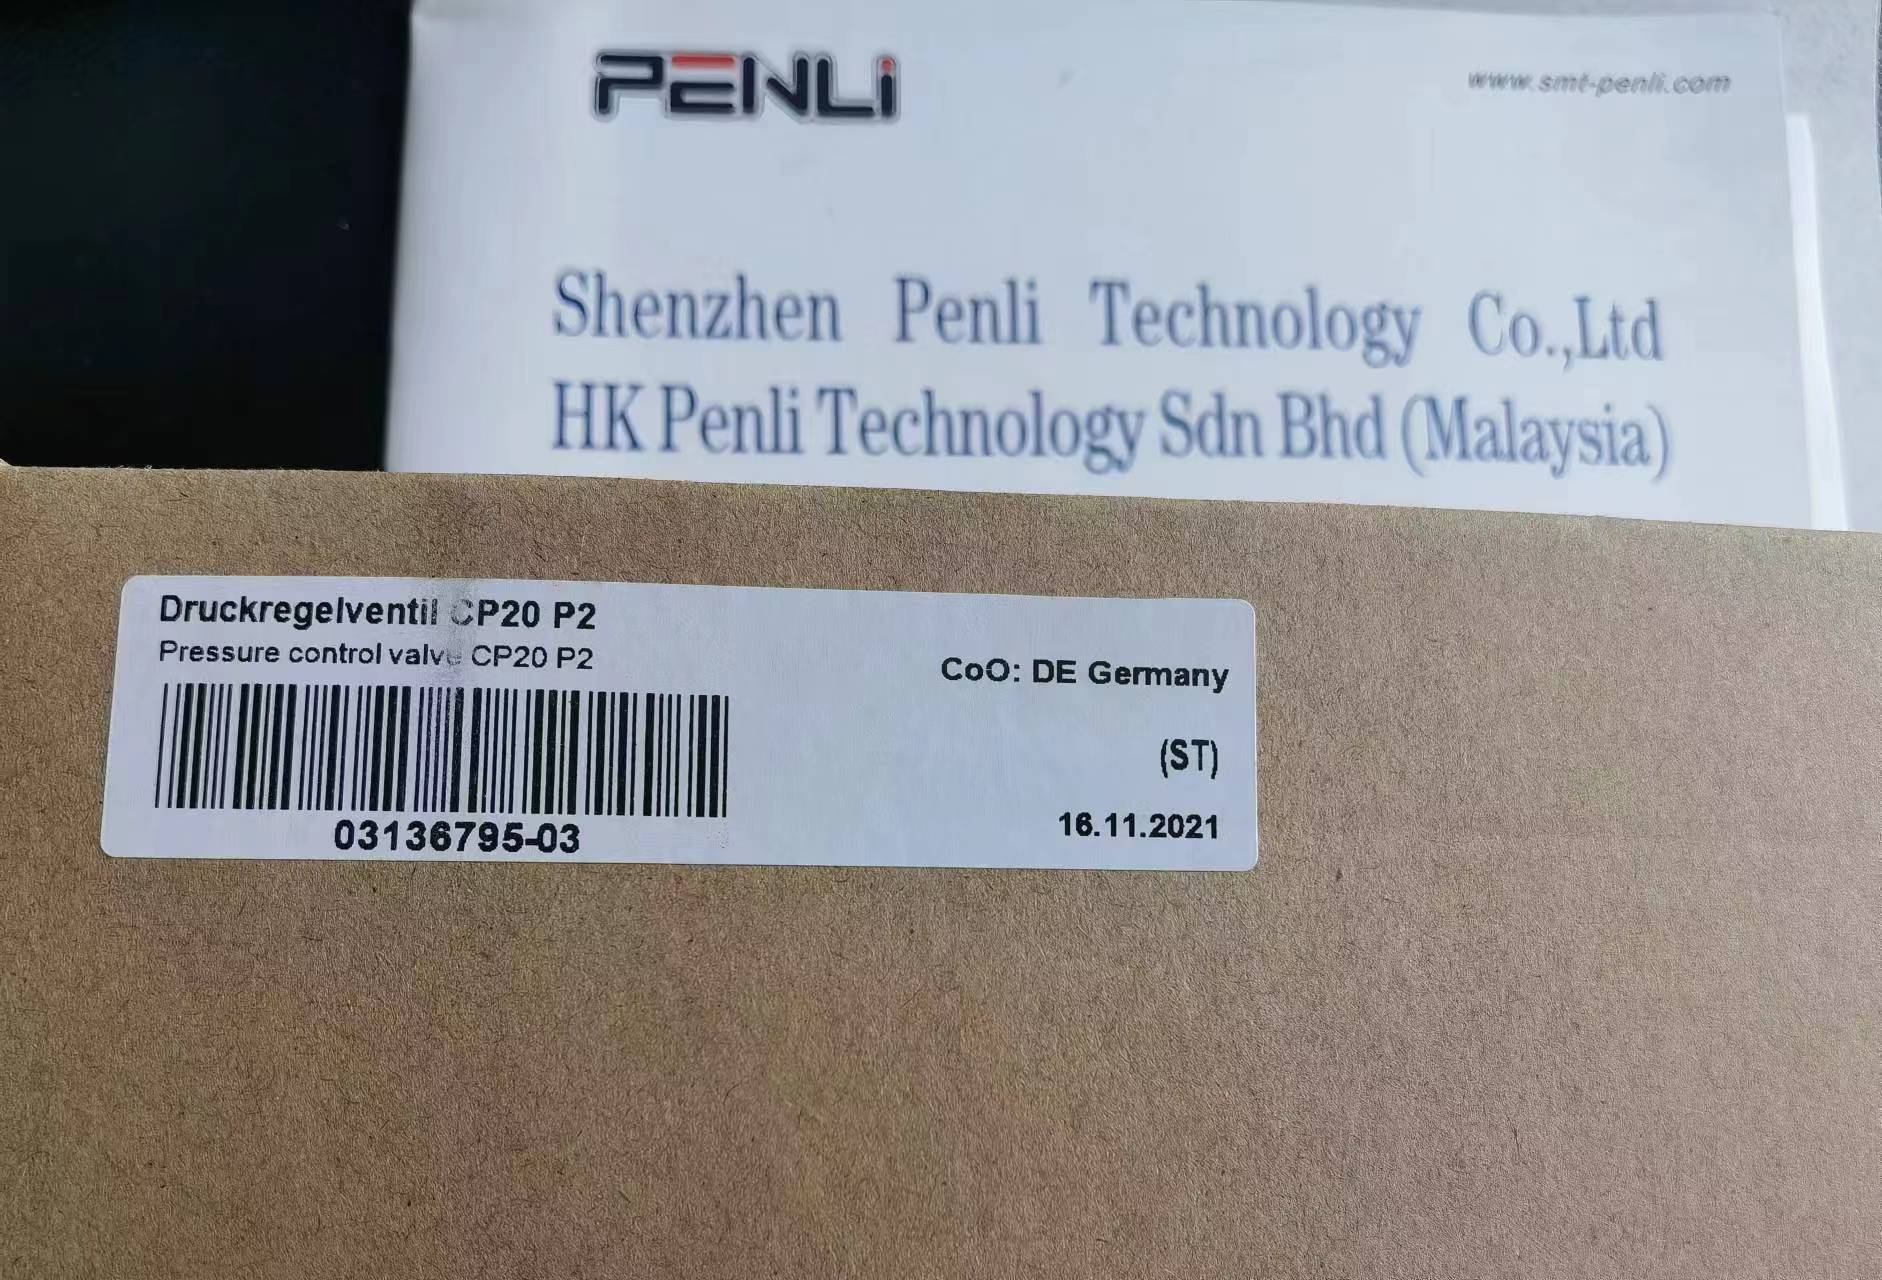 PENLi
www.smt-penli.com
Shenzhen Penli Technology Co.,Ltd
HK Penli Technology Sdn Bhd (Malaysia)
Druckregelventil CP20 P2
Pressure control valve CP20 P2
CoO: DE Germany
(ST)
03136795-03
16.11.2021